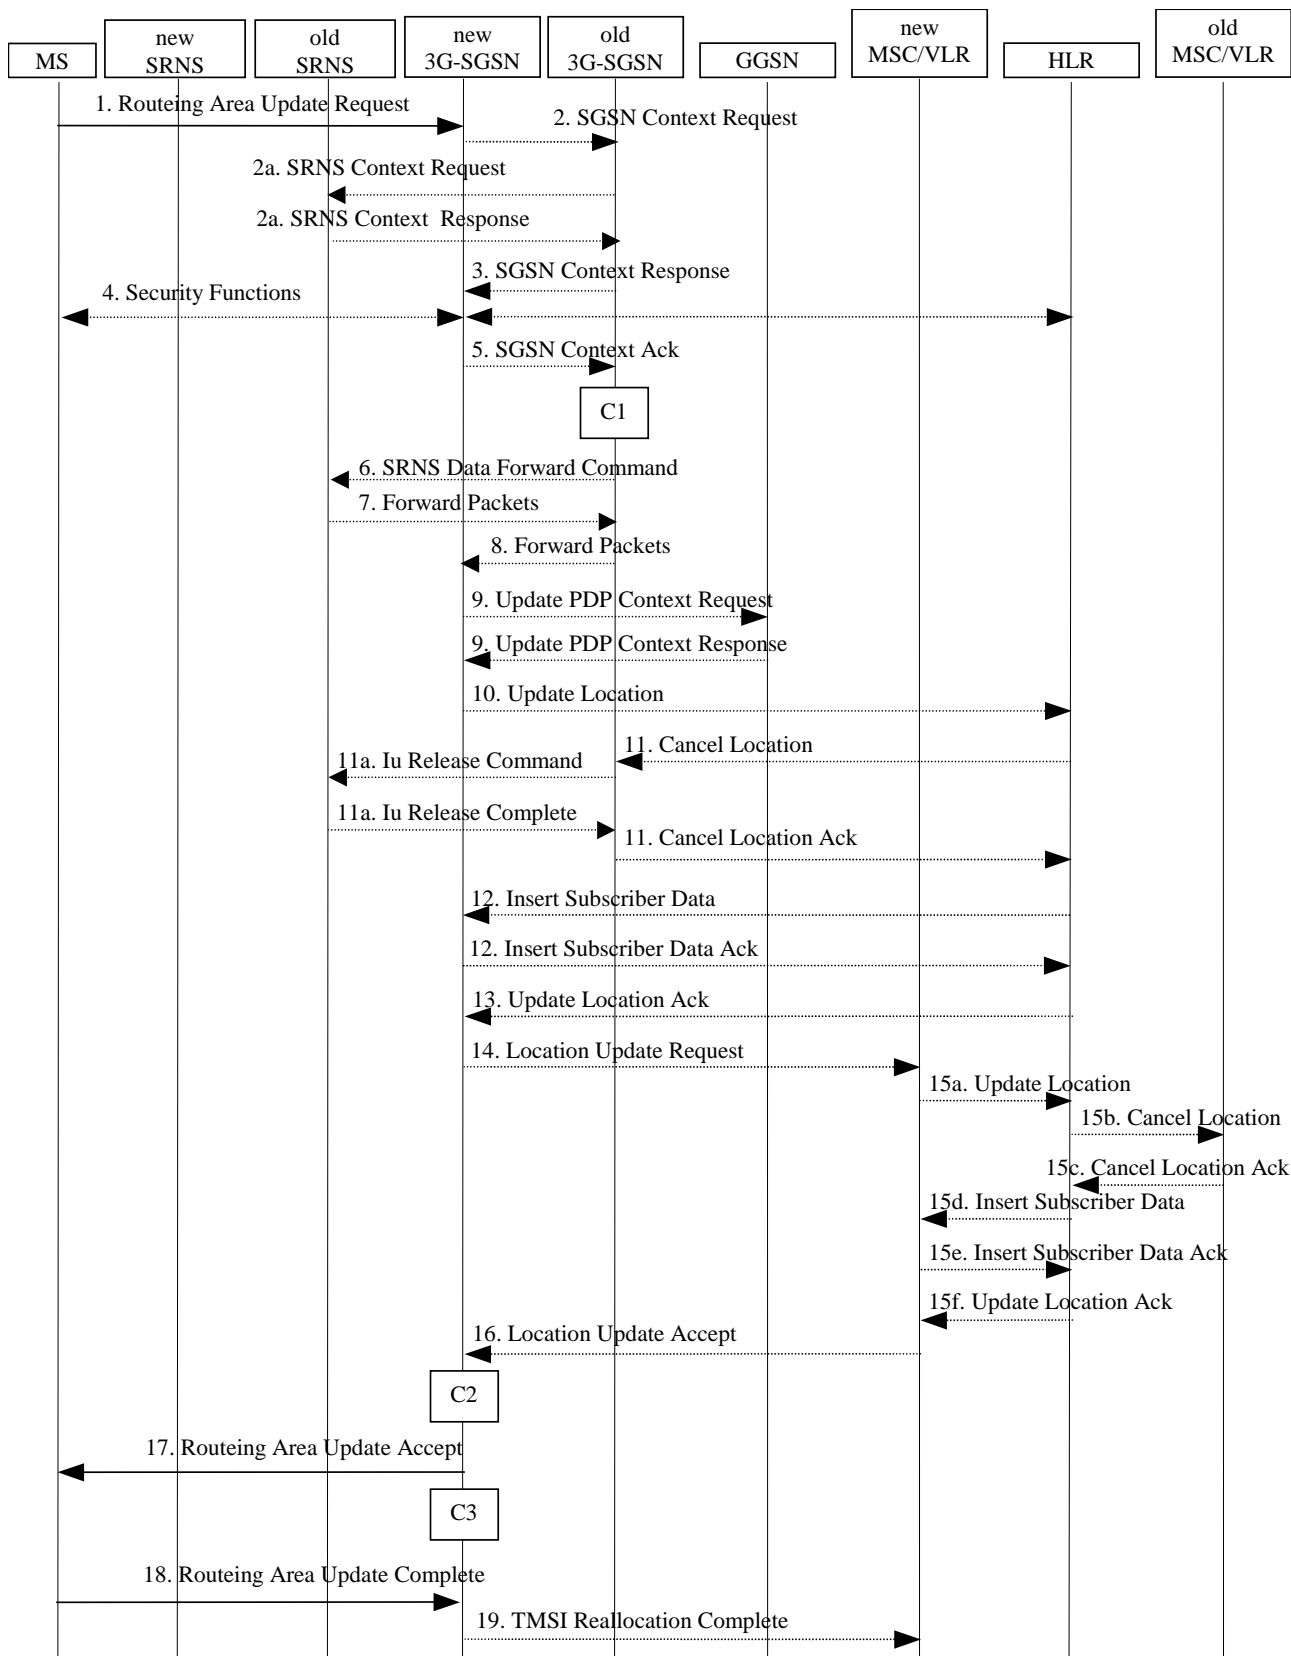 MS
new
SRNS
old
SRNS
new
3G-SGSN
old
3G-SGSN
GGSN
new
MSC/VLR
HLR
old
MSC/VLR
1. Routeing Area Update Request
2. SGSN Context Request
2a. SRNS Context Request
2a. SRNS Context Response
3. SGSN Context Response
4. Security Functions
5. SGSN Context Ack
C1
6. SRNS Data Forward Command
7. Forward Packets
8. Forward Packets
9. Update PDP Context Request
9. Update PDP Context Response
10. Update Location
11. Cancel Location
11a. Iu Release Command
11a. Iu Release Complete
11. Cancel Location Ack
12. Insert Subscriber Data
12. Insert Subscriber Data Ack
13. Update Location Ack
14. Location Update Request
15a. Update Location
15b. Cancel Location
15c. Cancel Location Ack
15d. Insert Subscriber Data
15e. Insert Subscriber Data Ack
15f. Update Location Ack
16. Location Update Accept
C2
17. Routeing Area Update Accept
C3
18. Routeing Area Update Complete
19. TMSI Reallocation Complete